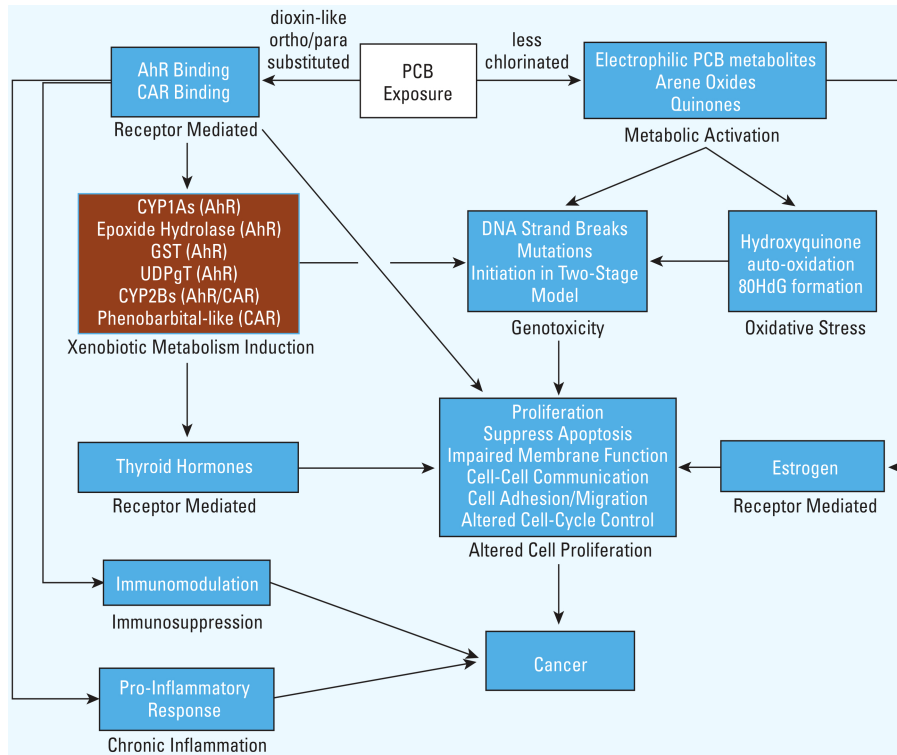 dioxin-like
ortho/para
substituted
less
chlorinated
PCB
Exposure
AhR Binding
CAR Binding
Receptor Mediated
Electrophilic PCB metabolites
Arene Oxides
Quinones
Metabolic Activation
CYP1As (AhR)
Epoxide Hydrolase (AhR)
GST (AhR)
UDPgT (AhR)
CYP2Bs (AhR/CAR)
Phenobarbital-like (CAR)
Xenobiotic Metabolism Induction
DNA Strand Breaks
Mutations
Initiation in Two-Stage
Model
Genotoxicity
Hydroxyquinone
auto-oxidation
80HdG formation
Oxidative Stress
Thyroid Hormones
Receptor Mediated
Proliferation
Suppress Apoptosis
Impaired Membrane Function
Cell-Cell Communication
Cell Adhesion/Migration
Altered Cell-Cycle Control
Altered Cell Proliferation
Estrogen
Receptor Mediated
Immunomodulation
Immunosuppression
Cancer
Pro-Inflammatory
Response
Chronic Inflammation